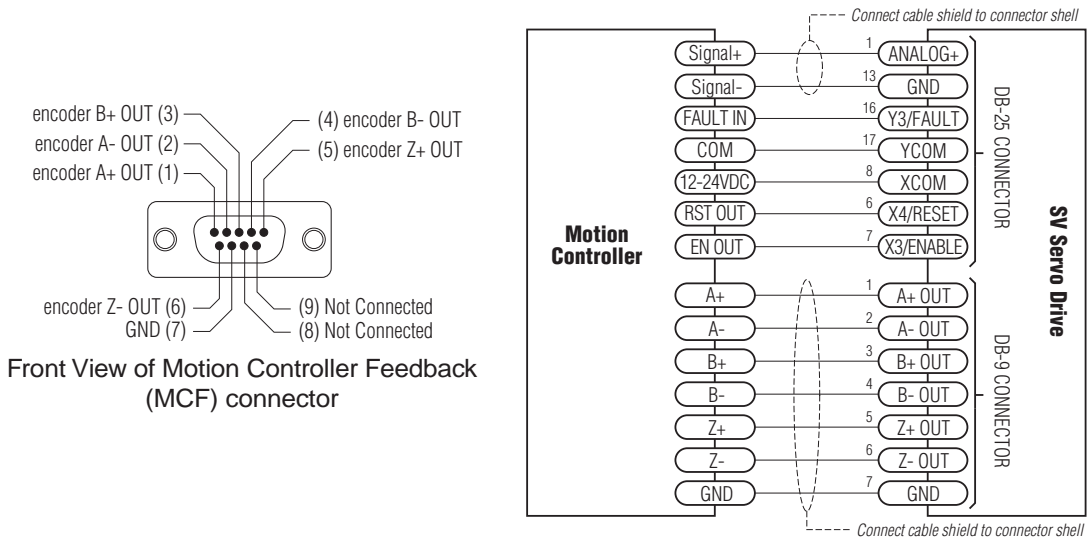 encoder B+ OUT (3)
encoder A- OUT (2)
encoder A+ OUT (1)
(4) encoder B- OUT
(5) encoder Z+ OUT
encoder Z- OUT (6)
GND (7)
(9) Not Connected
(8) Not Connected
Front View of Motion Controller Feedback
(MCF) connector
Connect cable shield to connector shell
Motion
Controller
Signal+ 1 ANALOG+
Signal- 13 GND
FAULT IN 16 Y3/FAULT
COM 17 YCOM
12-24VDC 8 XCOM
RST OUT 6 X4/RESET
EN OUT 7 X3/ENABLE
DB-25 CONNECTOR
A+ 1 A+ OUT
A- 2 A- OUT
B+ 3 B+ OUT
B- 4 B- OUT
Z+ 5 Z+ OUT
Z- 6 Z- OUT
GND 7 GND
DB-9 CONNECTOR
SV Servo Drive
Connect cable shield to connector shell